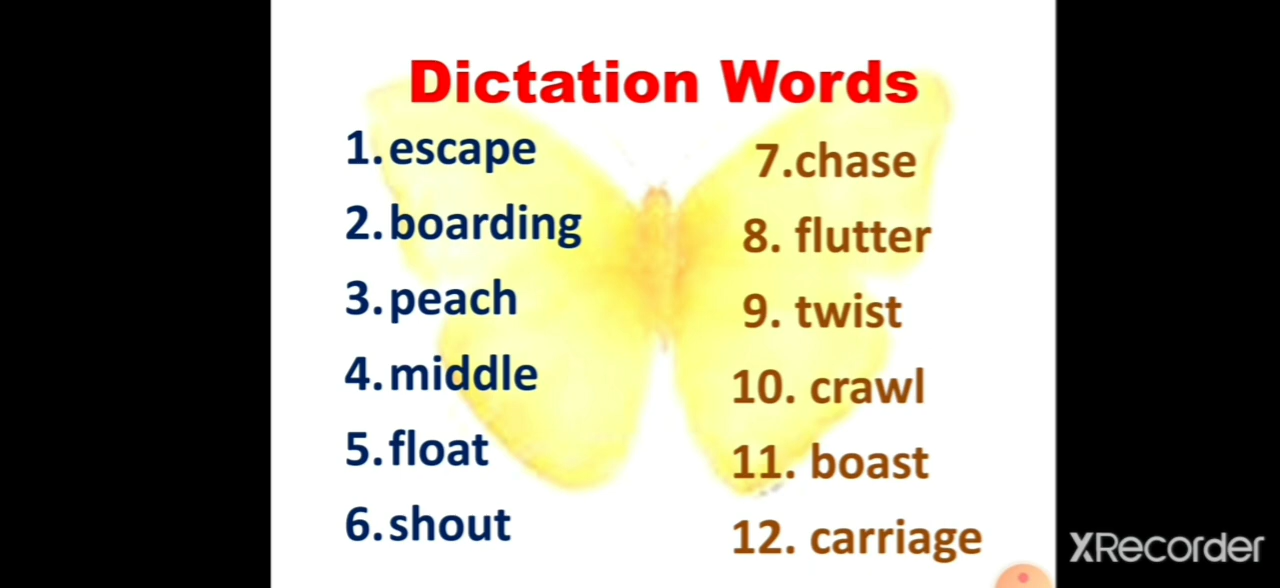 Dictation Words
1. escape
2. boarding
3. peach
4. middle
5. float
6. shout
7.chase
8. flutter
9. twist
10. crawl
11. boast
12. carriage
XRecorder